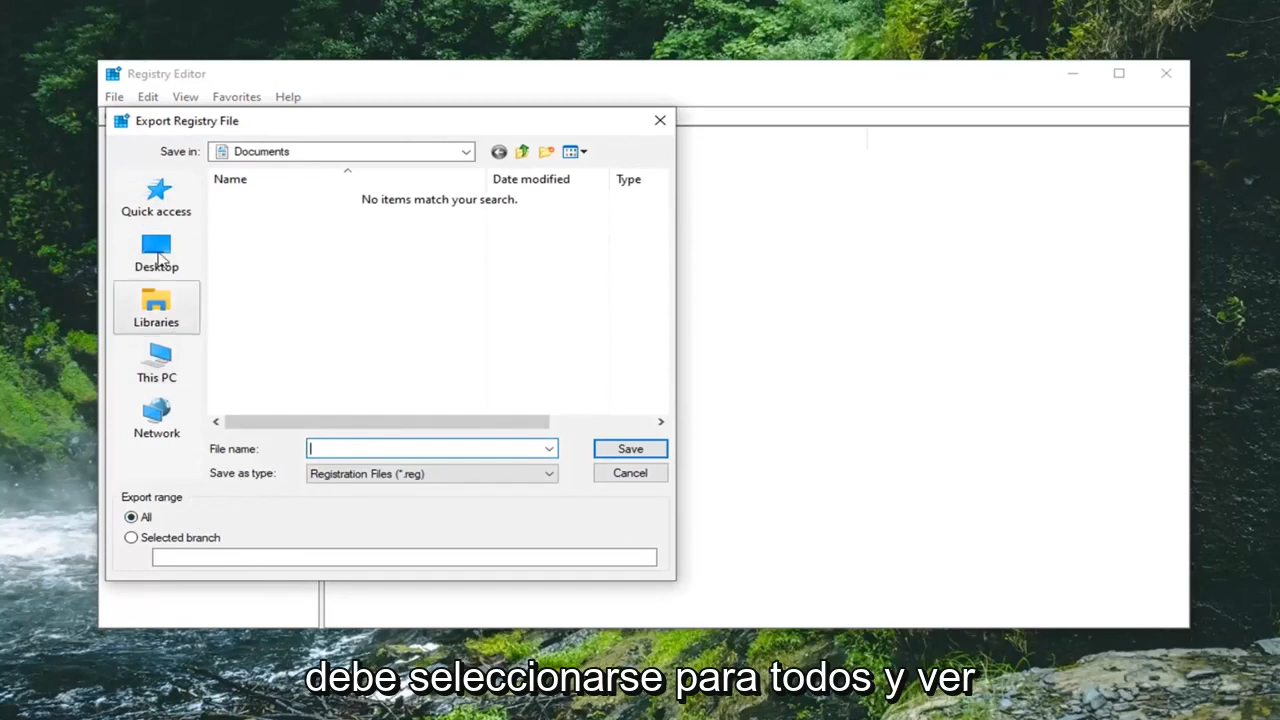 Registry Editor
File Edit View Favorites Help
Export Registry File
Save in: Documents
Name Date modified Type
No items match your search.
Quick access
Desktop
Libraries
This PC
Network
File name: Save
Save as type: Registration Files (*.reg) Cancel
Export range
All
Selected branch
debe seleccionarse para todos y ver